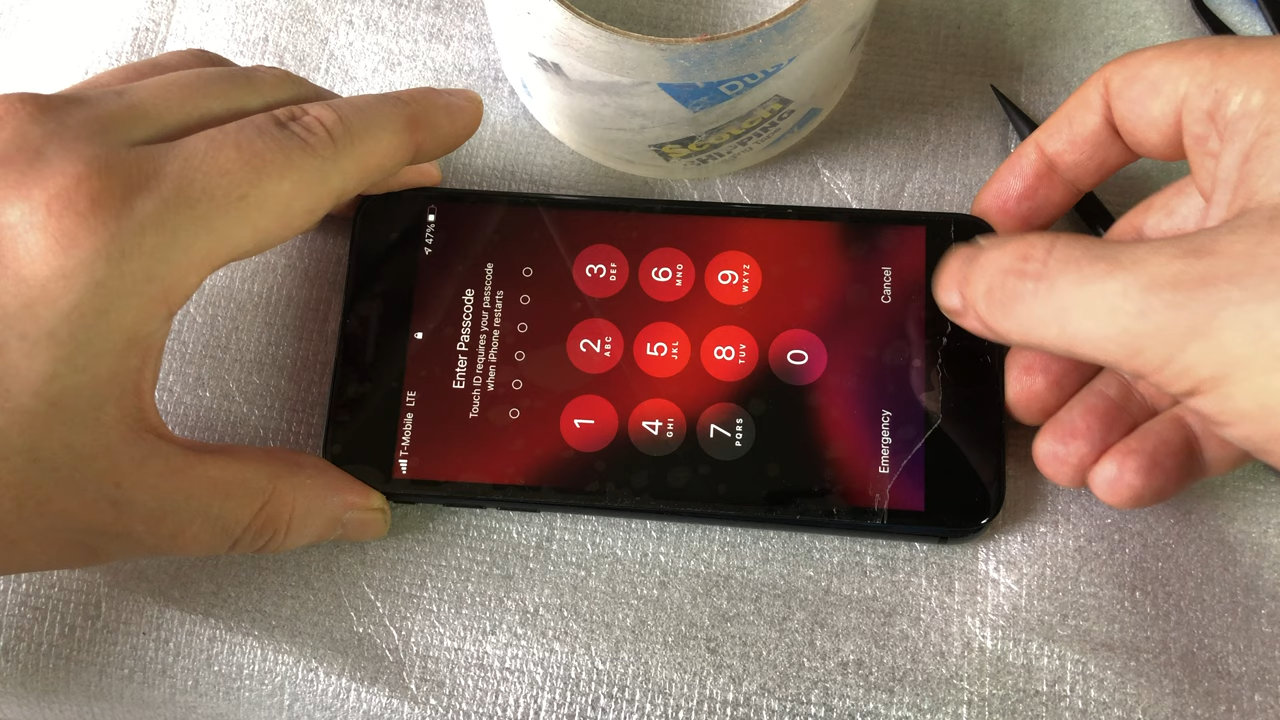 T-Mobile LTE
47%
Enter Passcode
Touch ID requires your passcode
when iPhone restarts
1
2
ABC
3
DEF
4
GHI
5
JKL
6
MNO
7
PQRS
8
TUV
9
WXYZ
0
Emergency
Cancel
Scotch